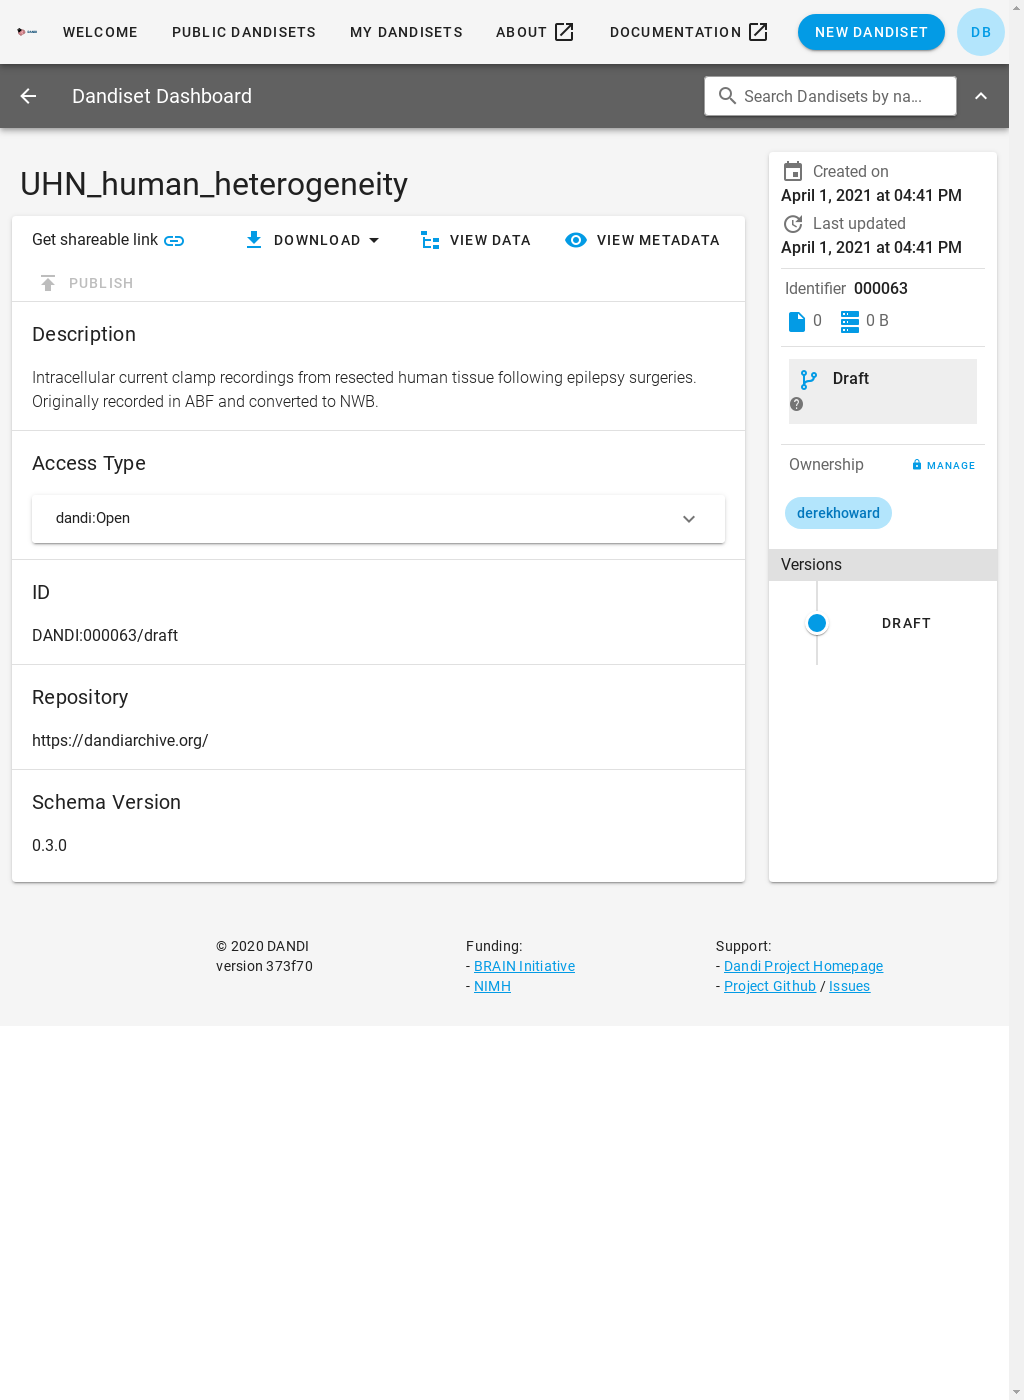 WELCOME PUBLIC DANDISETS MY DANDISETS ABOUT DOCUMENTATION NEW DANDISET DB
Dandiset Dashboard Search Dandisets by na...
UHN_human_heterogeneity
Get shareable link DOWNLOAD VIEW DATA VIEW METADATA
PUBLISH
Description
Intracellular current clamp recordings from resected human tissue following epilepsy surgeries.
Originally recorded in ABF and converted to NWB.
Access Type
dandi:Open
ID
DANDI:000063/draft
Repository
https://dandiarchive.org/
Schema Version
0.3.0
Created on
April 1, 2021 at 04:41 PM
Last updated
April 1, 2021 at 04:41 PM
Identifier 000063
0 0 B
Draft
Ownership MANAGE
derekhoward
Versions
DRAFT
© 2020 DANDI
version 373f70
Funding:
- BRAIN Initiative
- NIMH
Support:
- Dandi Project Homepage
- Project Github / Issues